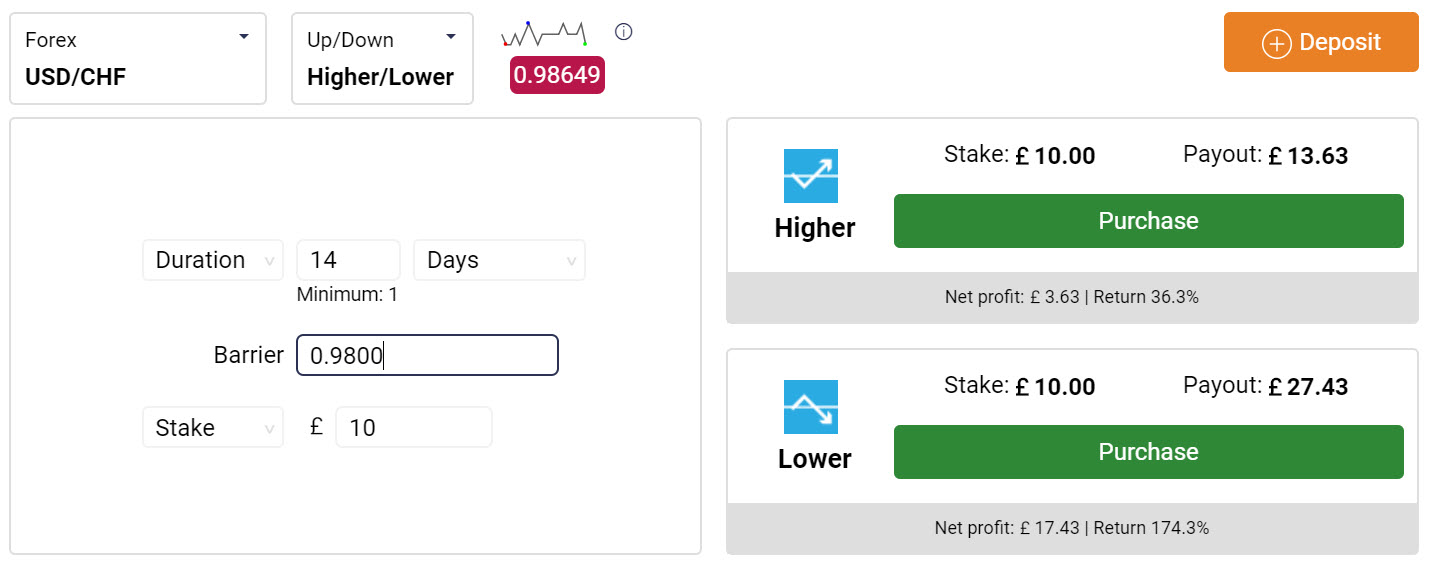 Forex
USD/CHF
Up/Down
Higher/Lower
0.98649
Deposit
Duration 14 Days
Minimum: 1
Barrier 0.9800
Stake £ 10
Stake: £ 10.00 Payout: £ 13.63
Higher
Purchase
Net profit: £ 3.63 | Return 36.3%
Stake: £ 10.00 Payout: £ 27.43
Lower
Purchase
Net profit: £ 17.43 | Return 174.3%